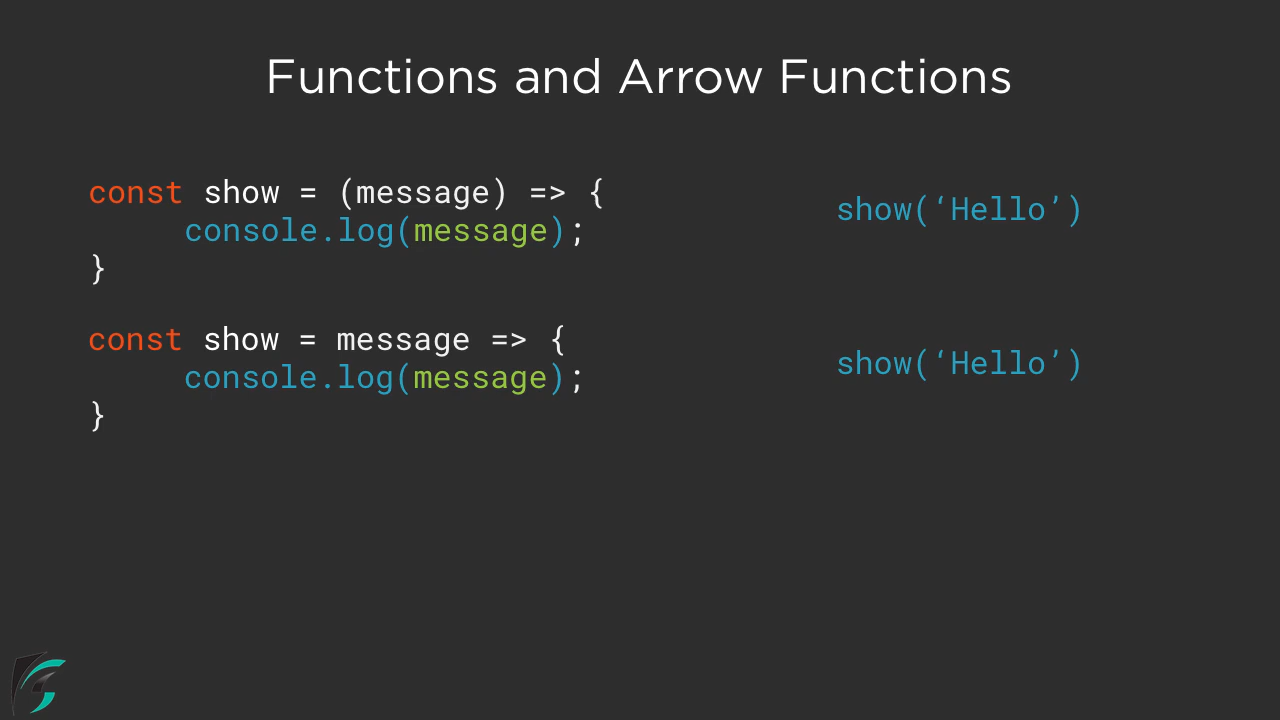 Functions and Arrow Functions
const show = (message) => {
console.log(message);
}
show(‘Hello’)
const show = message => {
console.log(message);
}
show(‘Hello’)